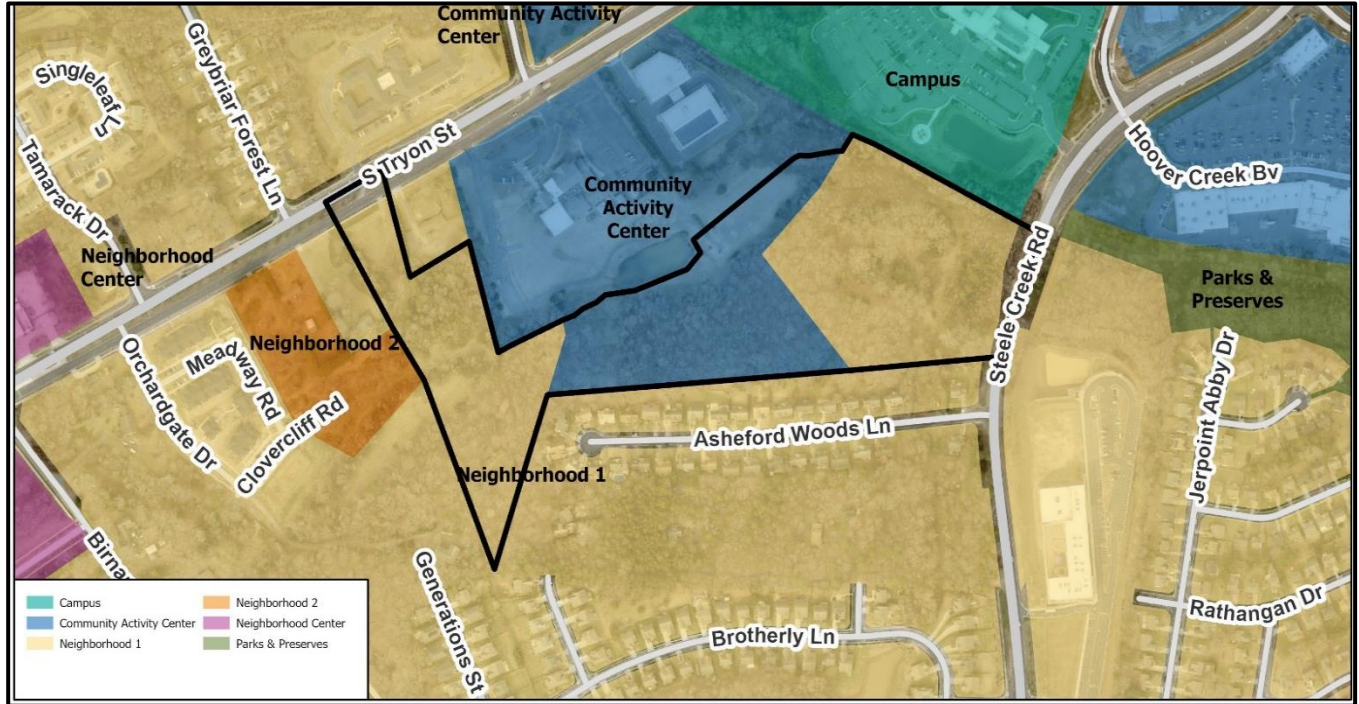 Community Activity
Center
Greybriar Forest Ln
Singleleaf Ln
Tamarack Dr
S Tryon St
Campus
Hoover Creek Bv
Community
Activity
Center
Neighborhood
Center
Parks &
Preserves
Steele Creek Rd
Neighborhood 2
Meadway Rd
Orchardgate Dr
Clovercliff Rd
Jerpoint Abby Dr
Asheford Woods Ln
Neighborhood 1
Generations St
Rathangan Dr
Brotherly Ln
Campus
Community Activity Center
Neighborhood 1
Neighborhood 2
Neighborhood Center
Parks & Preserves